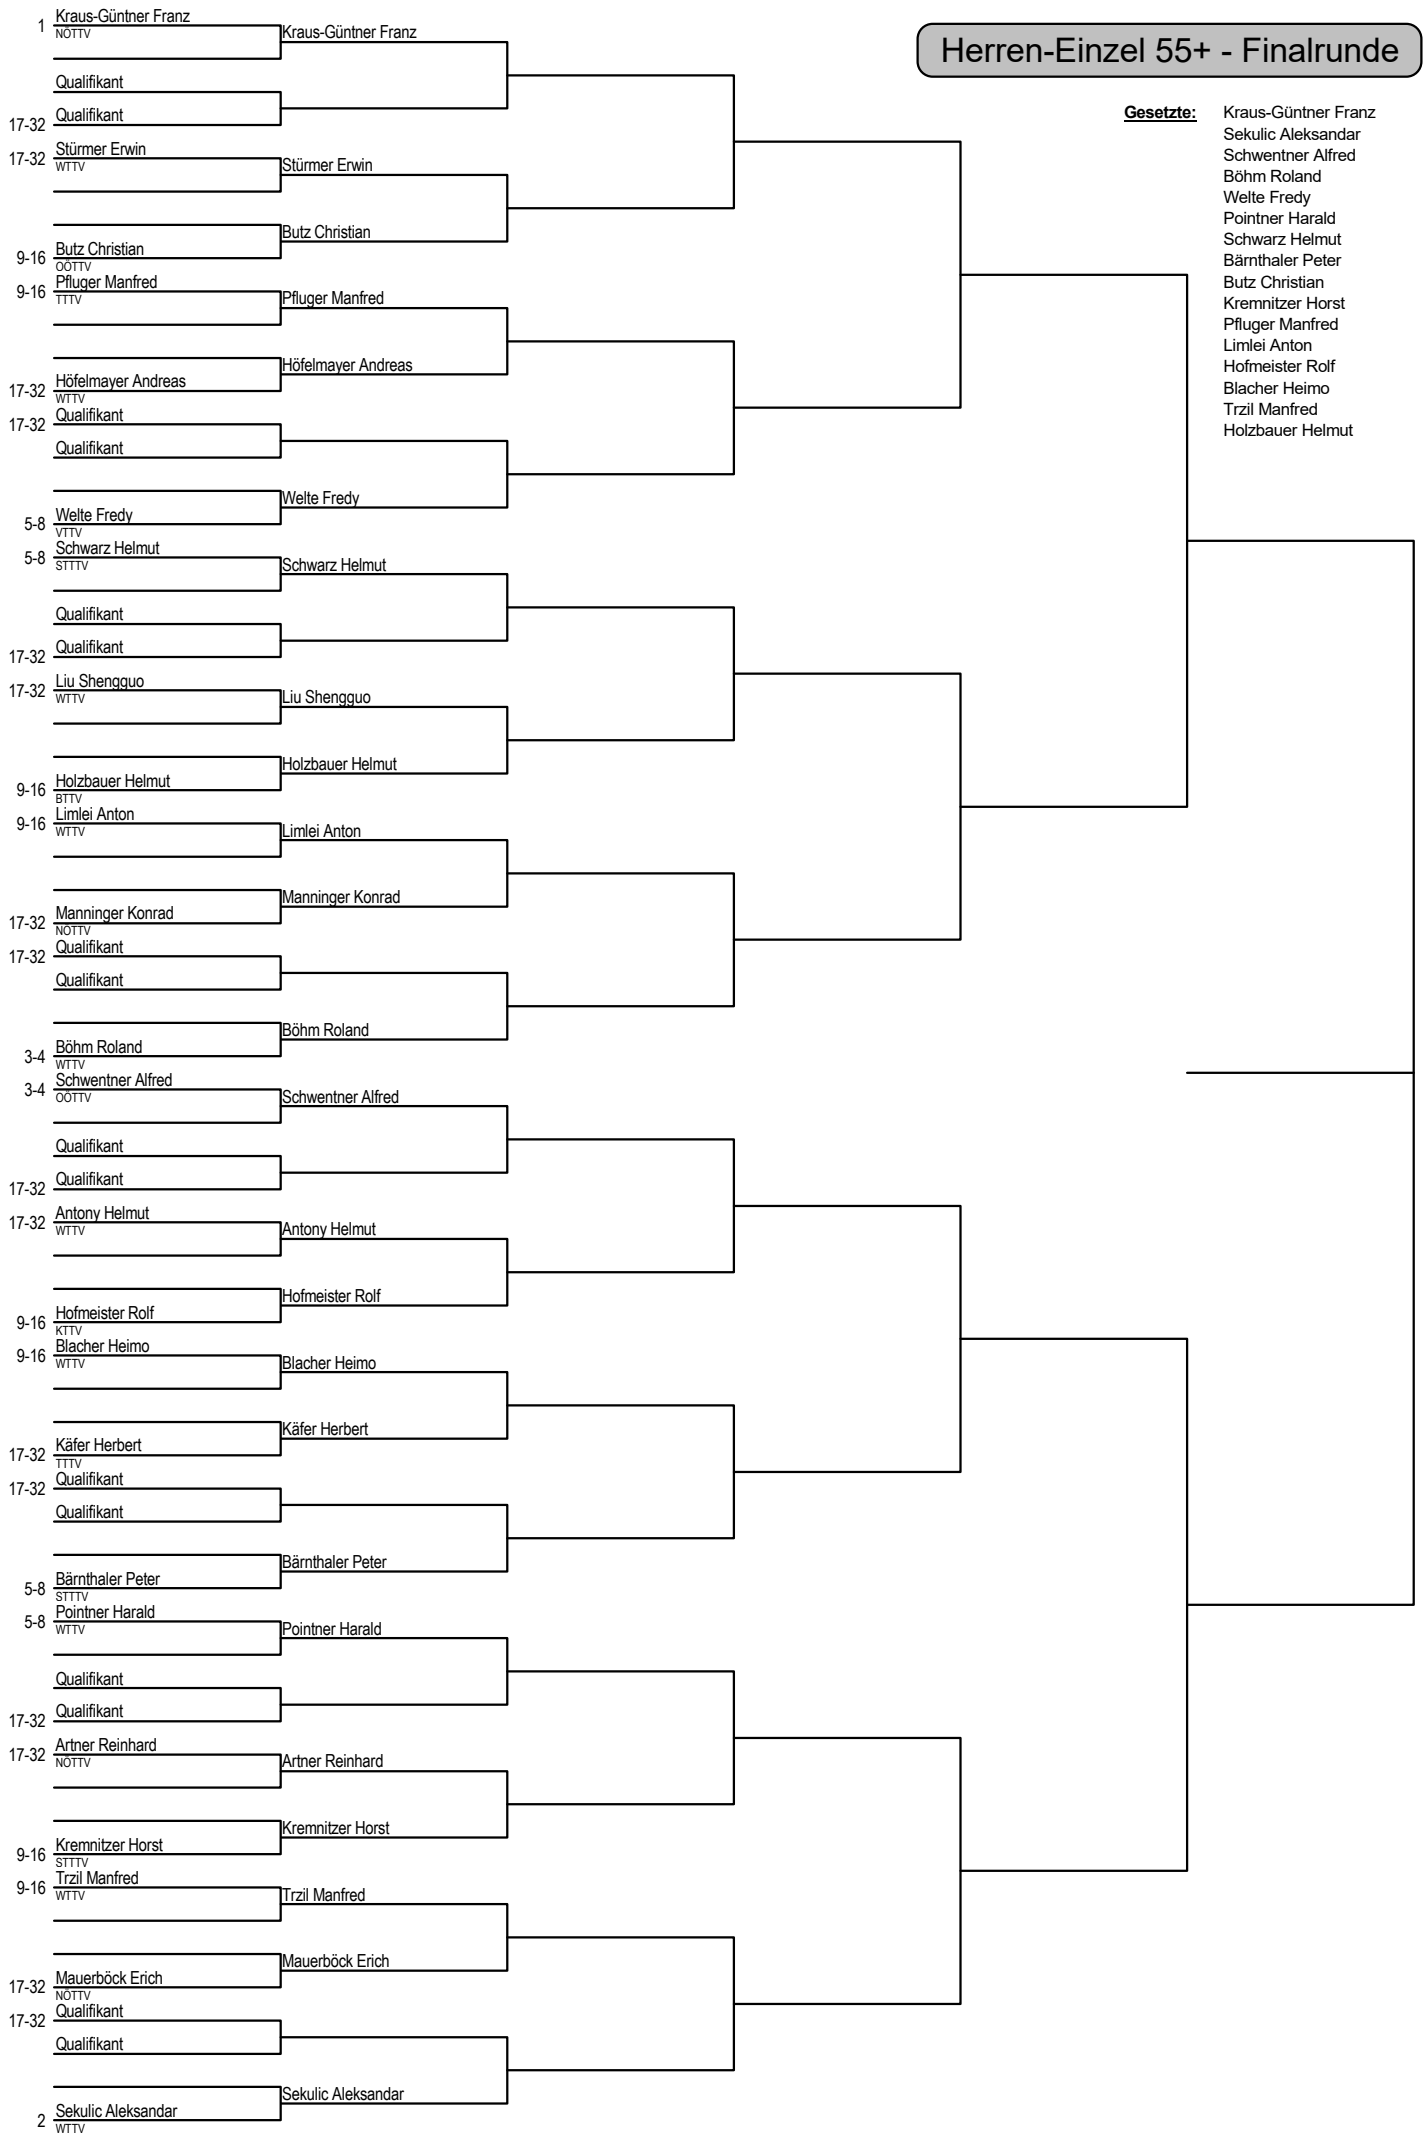 Herren-Einzel 55+ - Finalrunde
Gesetzte: Kraus-Güntner Franz
Sekulic Aleksandar
Schwentner Alfred
Böhm Roland
Welte Fredy
Pointner Harald
Schwarz Helmut
Bärnthaler Peter
Butz Christian
Kremnitzer Horst
Pfluger Manfred
Limlei Anton
Hofmeister Rolf
Blacher Heimo
Trzil Manfred
Holzbauer Helmut
1 Kraus-Güntner Franz
NÖTTV
Kraus-Güntner Franz
Qualifikant
17-32 Qualifikant
17-32 Stürmer Erwin
WTTV
Stürmer Erwin
Butz Christian
9-16 Butz Christian
OÖTTV
9-16 Pfluger Manfred
TTTV
Pfluger Manfred
Höfelmayer Andreas
17-32 Höfelmayer Andreas
WTTV
17-32 Qualifikant
Qualifikant
Welte Fredy
5-8 Welte Fredy
VTTV
5-8 Schwarz Helmut
STTTV
Schwarz Helmut
Qualifikant
17-32 Qualifikant
17-32 Liu Shengguo
WTTV
Liu Shengguo
Holzbauer Helmut
9-16 Holzbauer Helmut
BTTV
9-16 Limlei Anton
WTTV
Limlei Anton
Manninger Konrad
17-32 Manninger Konrad
NÖTTV
17-32 Qualifikant
Qualifikant
Böhm Roland
3-4 Böhm Roland
WTTV
3-4 Schwentner Alfred
OÖTTV
Schwentner Alfred
Qualifikant
17-32 Qualifikant
17-32 Antony Helmut
WTTV
Antony Helmut
Hofmeister Rolf
9-16 Hofmeister Rolf
KTTV
9-16 Blacher Heimo
WTTV
Blacher Heimo
Käfer Herbert
17-32 Käfer Herbert
TTTV
17-32 Qualifikant
Qualifikant
Bärnthaler Peter
5-8 Bärnthaler Peter
STTTV
5-8 Pointner Harald
WTTV
Pointner Harald
Qualifikant
17-32 Qualifikant
17-32 Artner Reinhard
NÖTTV
Artner Reinhard
Kremnitzer Horst
9-16 Kremnitzer Horst
STTTV
9-16 Trzil Manfred
WTTV
Trzil Manfred
Mauerböck Erich
17-32 Mauerböck Erich
NÖTTV
17-32 Qualifikant
Qualifikant
Sekulic Aleksandar
2 Sekulic Aleksandar
WTTV